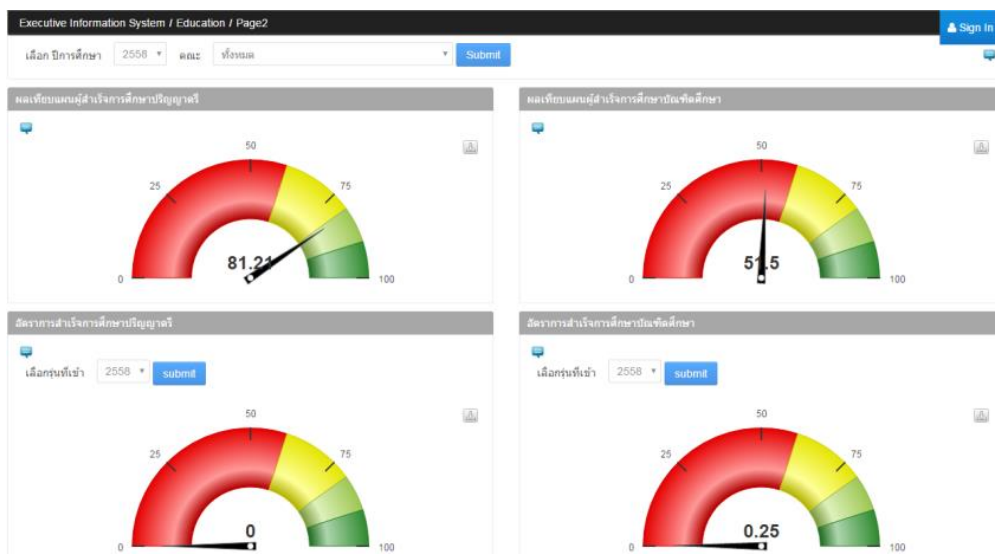 Executive Information System / Education / Page2
Sign In
เลือก ปีการศึกษา 2558 คณะ ทั้งหมด Submit
ผลเทียบแผนผู้สำเร็จการศึกษาปริญญาตรี
50
25
75
81.21
0
100
ผลเทียบแผนผู้สำเร็จการศึกษาบัณฑิตศึกษา
50
25
75
51.5
0
100
อัตราการสำเร็จการศึกษาปริญญาตรี
เลือกรุ่นที่เข้า 2558 submit
50
25
75
0
0
100
อัตราการสำเร็จการศึกษาบัณฑิตศึกษา
เลือกรุ่นที่เข้า 2558 submit
50
25
75
0.25
0
100